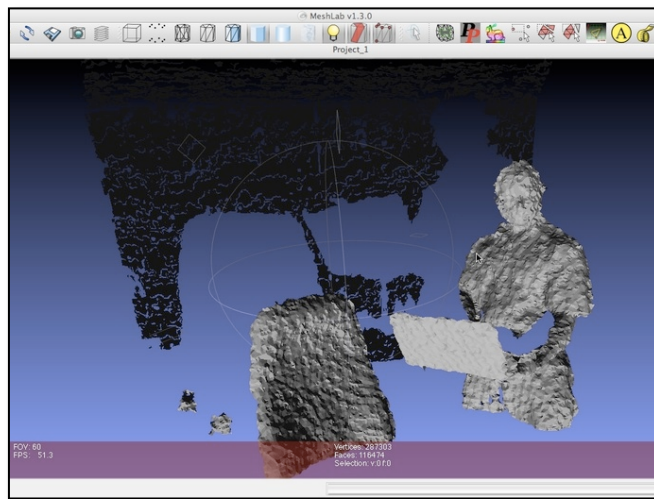 MeshLab v1.3.0
A
Project_1
FOV: 60
FPS: 51.3
Vertices: 287303
Faces: 116474
Selection: v:0 f:0